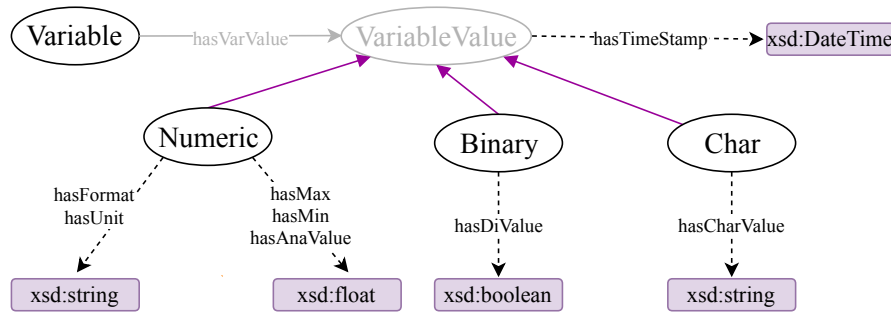 Variable
hasVarValue
VariableValue
hasTimeStamp
xsd:DateTime
Numeric
Binary
Char
hasFormat
hasUnit
hasMax
hasMin
hasAnaValue
hasDiValue
hasCharValue
xsd:string
xsd:float
xsd:boolean
xsd:string